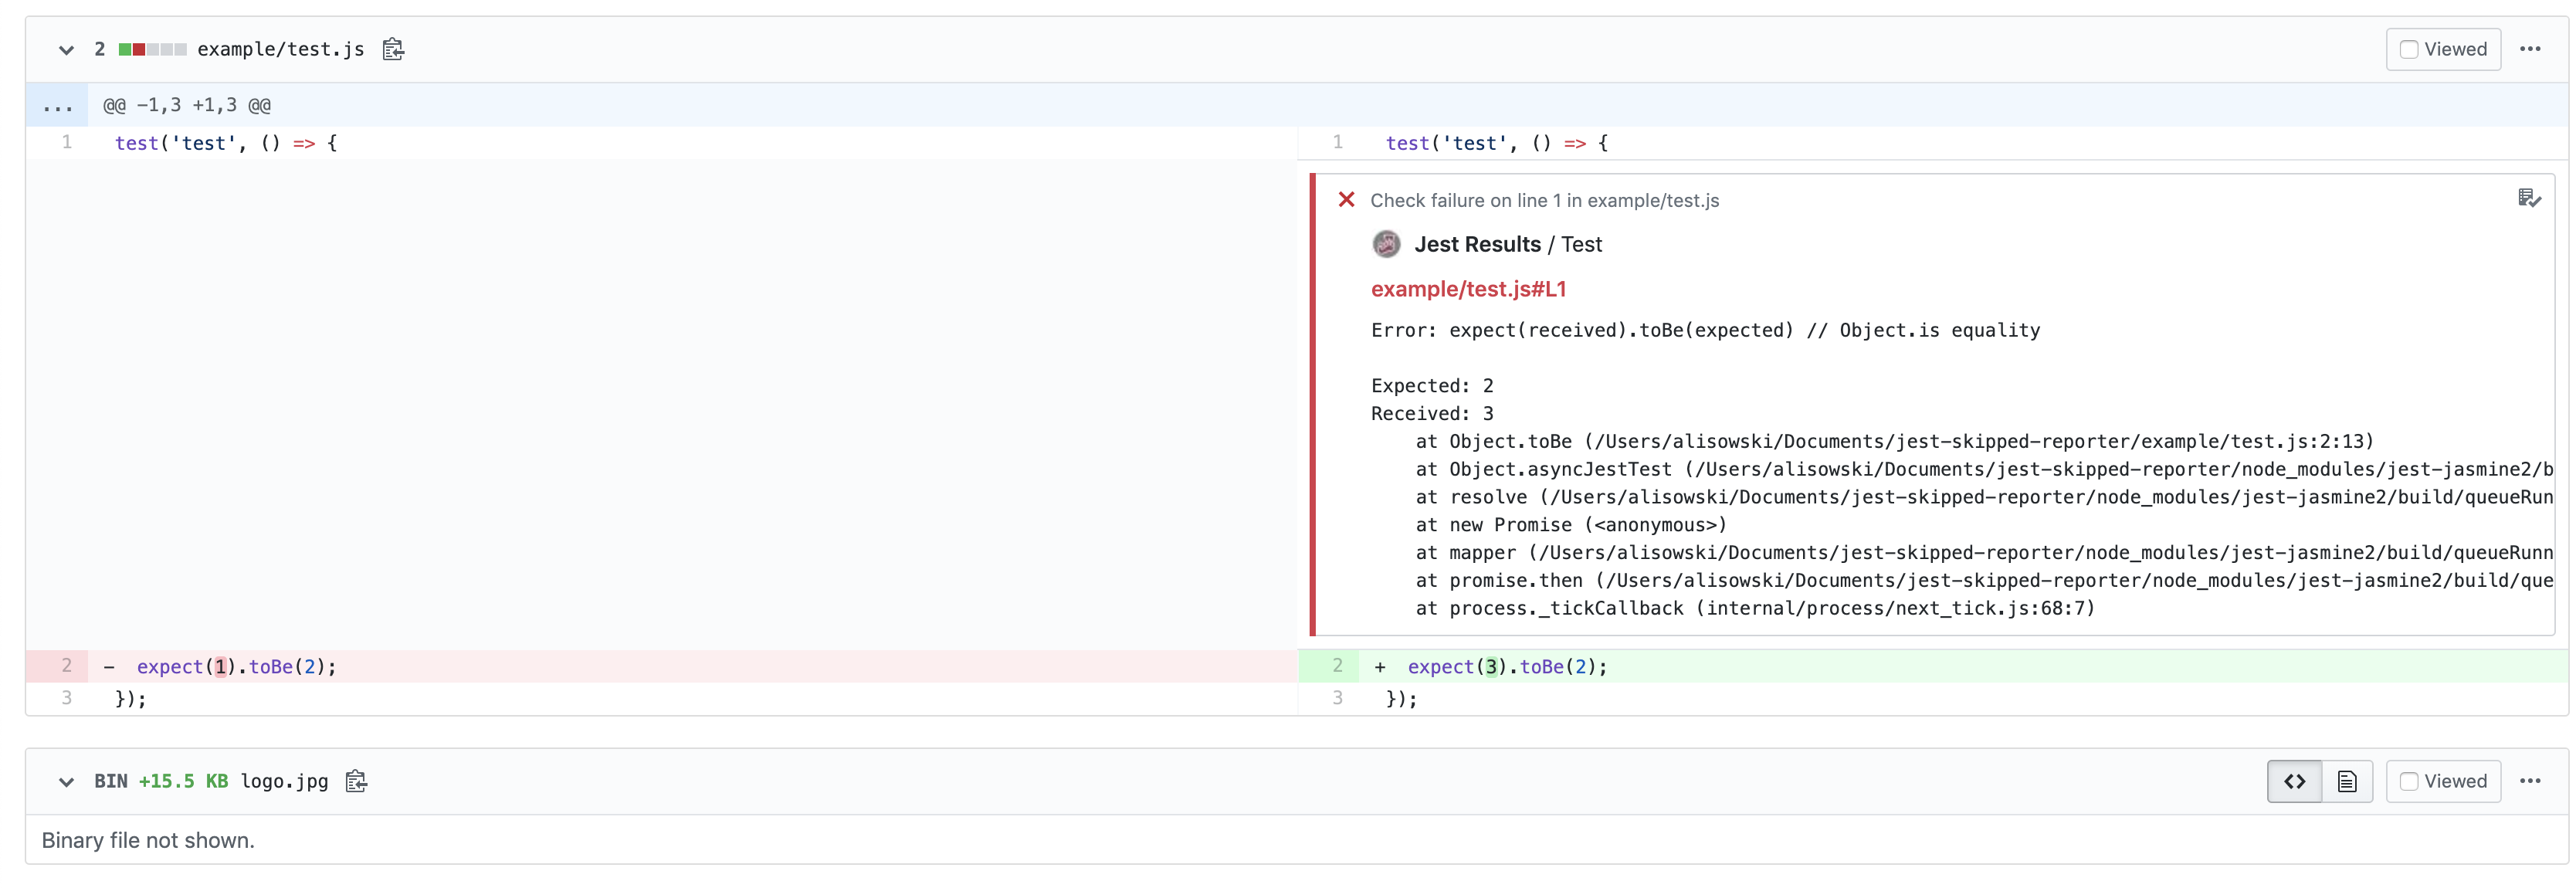 2 example/test.js Viewed ...
... @@ -1,3 +1,3 @@
1 test('test', () => {
1 test('test', () => {
Check failure on line 1 in example/test.js
Jest Results / Test
example/test.js#L1
Error: expect(received).toBe(expected) // Object.is equality
Expected: 2
Received: 3
at Object.toBe (/Users/alisowski/Documents/jest-skipped-reporter/example/test.js:2:13)
at Object.asyncJestTest (/Users/alisowski/Documents/jest-skipped-reporter/node_modules/jest-jasmine2/b
at resolve (/Users/alisowski/Documents/jest-skipped-reporter/node_modules/jest-jasmine2/build/queueRun
at new Promise (<anonymous>)
at mapper (/Users/alisowski/Documents/jest-skipped-reporter/node_modules/jest-jasmine2/build/queueRunn
at promise.then (/Users/alisowski/Documents/jest-skipped-reporter/node_modules/jest-jasmine2/build/que
at process._tickCallback (internal/process/next_tick.js:68:7)
2 - expect(1).toBe(2);
2 + expect(3).toBe(2);
3 });
3 });
BIN +15.5 KB logo.jpg <> Viewed ...
Binary file not shown.